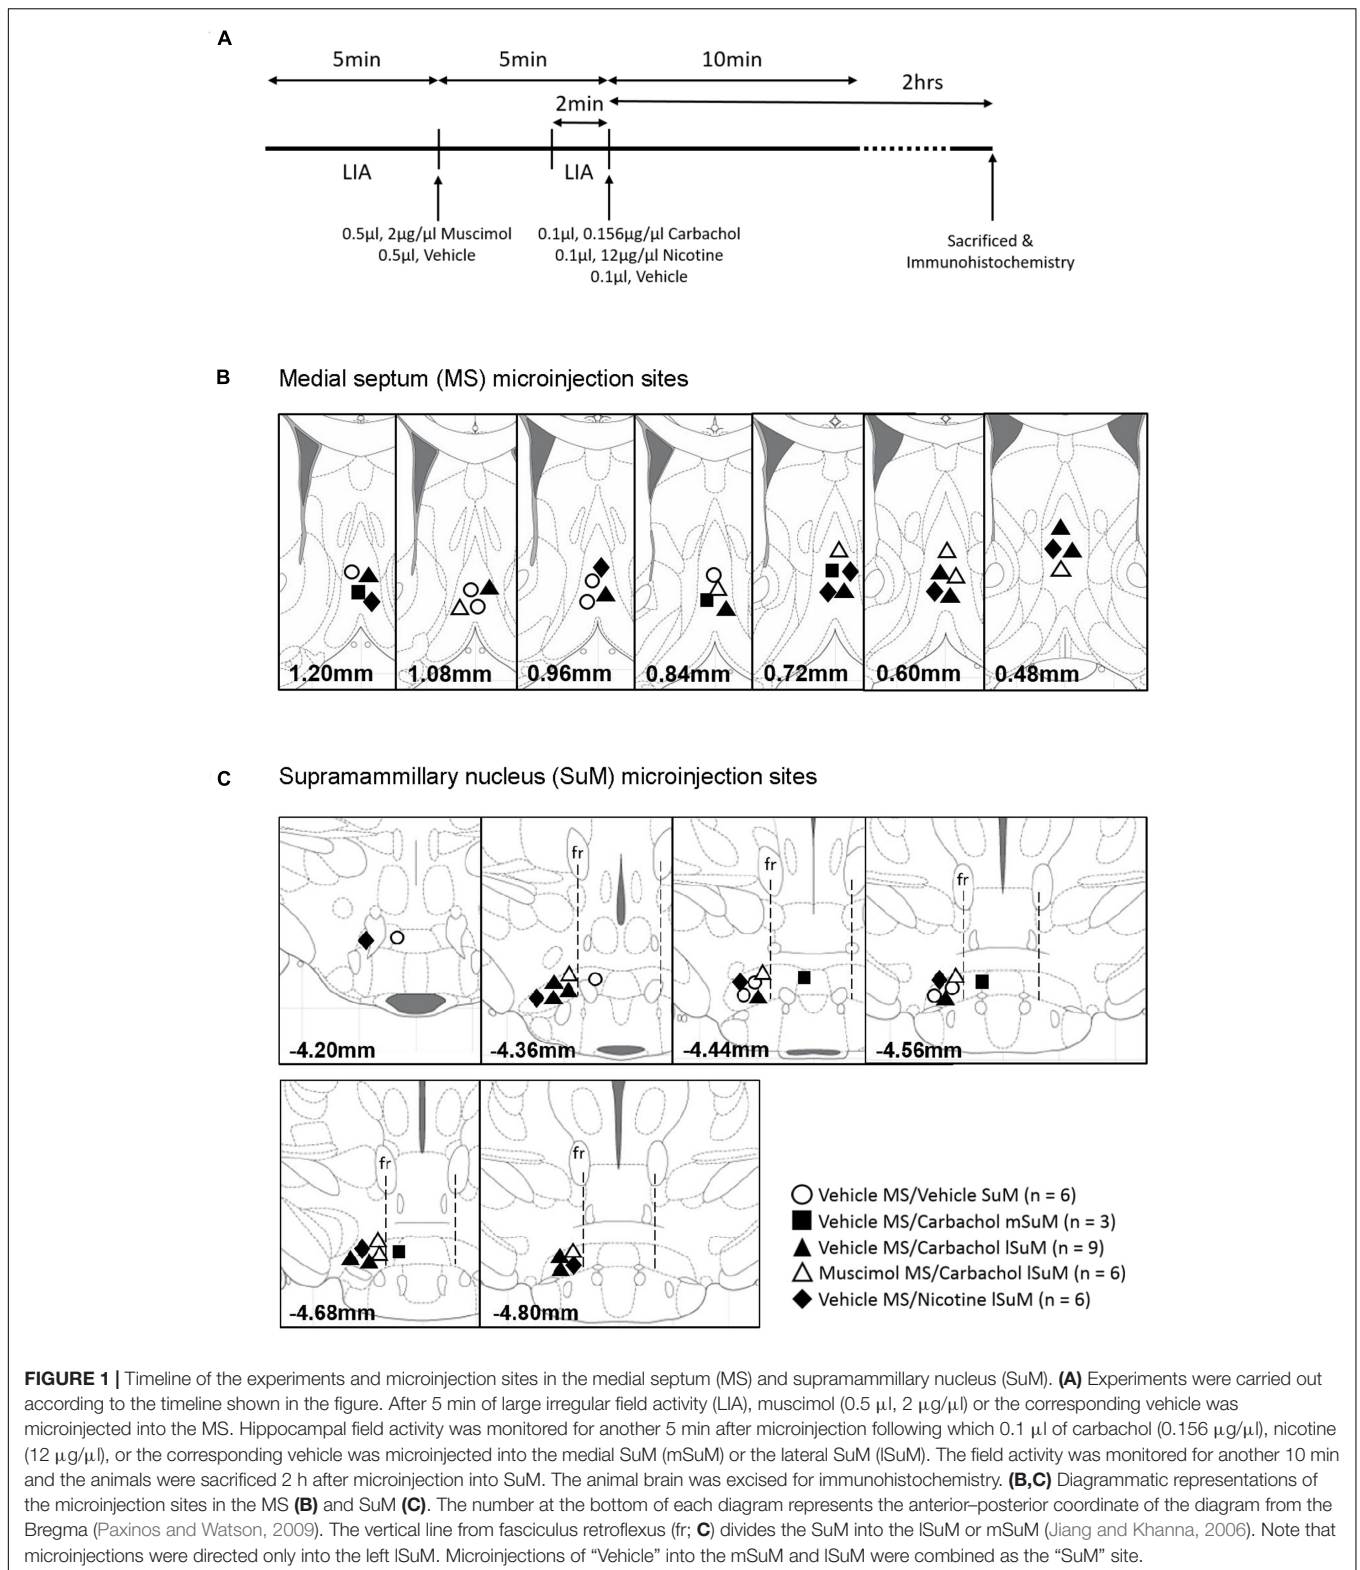 A
5min
5min
10min
2hrs
2min
LIA
LIA
0.5µl, 2µg/µl Muscimol
0.5µl, Vehicle
0.1µl, 0.156µg/µl Carbachol
0.1µl, 12µg/µl Nicotine
0.1µl, Vehicle
Sacrificed &
Immunohistochemistry
B
Medial septum (MS) microinjection sites
1.20mm
1.08mm
0.96mm
0.84mm
0.72mm
0.60mm
0.48mm
C
Supramammillary nucleus (SuM) microinjection sites
fr
fr
fr
-4.20mm
-4.36mm
-4.44mm
-4.56mm
fr
fr
-4.68mm
-4.80mm
Vehicle MS/Vehicle SuM (n = 6)
Vehicle MS/Carbachol mSuM (n = 3)
Vehicle MS/Carbachol lSuM (n = 9)
Muscimol MS/Carbachol lSuM (n = 6)
Vehicle MS/Nicotine lSuM (n = 6)
FIGURE 1 | Timeline of the experiments and microinjection sites in the medial septum (MS) and supramammillary nucleus (SuM). (A) Experiments were carried out
according to the timeline shown in the figure. After 5 min of large irregular field activity (LIA), muscimol (0.5 µl, 2 µg/µl) or the corresponding vehicle was
microinjected into the MS. Hippocampal field activity was monitored for another 5 min after microinjection following which 0.1 µl of carbachol (0.156 µg/µl), nicotine
(12 µg/µl), or the corresponding vehicle was microinjected into the medial SuM (mSuM) or the lateral SuM (lSuM). The field activity was monitored for another 10 min
and the animals were sacrificed 2 h after microinjection into SuM. The animal brain was excised for immunohistochemistry. (B,C) Diagrammatic representations of
the microinjection sites in the MS (B) and SuM (C). The number at the bottom of each diagram represents the anterior–posterior coordinate of the diagram from the
Bregma (Paxinos and Watson, 2009). The vertical line from fasciculus retroflexus (fr; C) divides the SuM into the lSuM or mSuM (Jiang and Khanna, 2006). Note that
microinjections were directed only into the left lSuM. Microinjections of “Vehicle” into the mSuM and lSuM were combined as the “SuM” site.